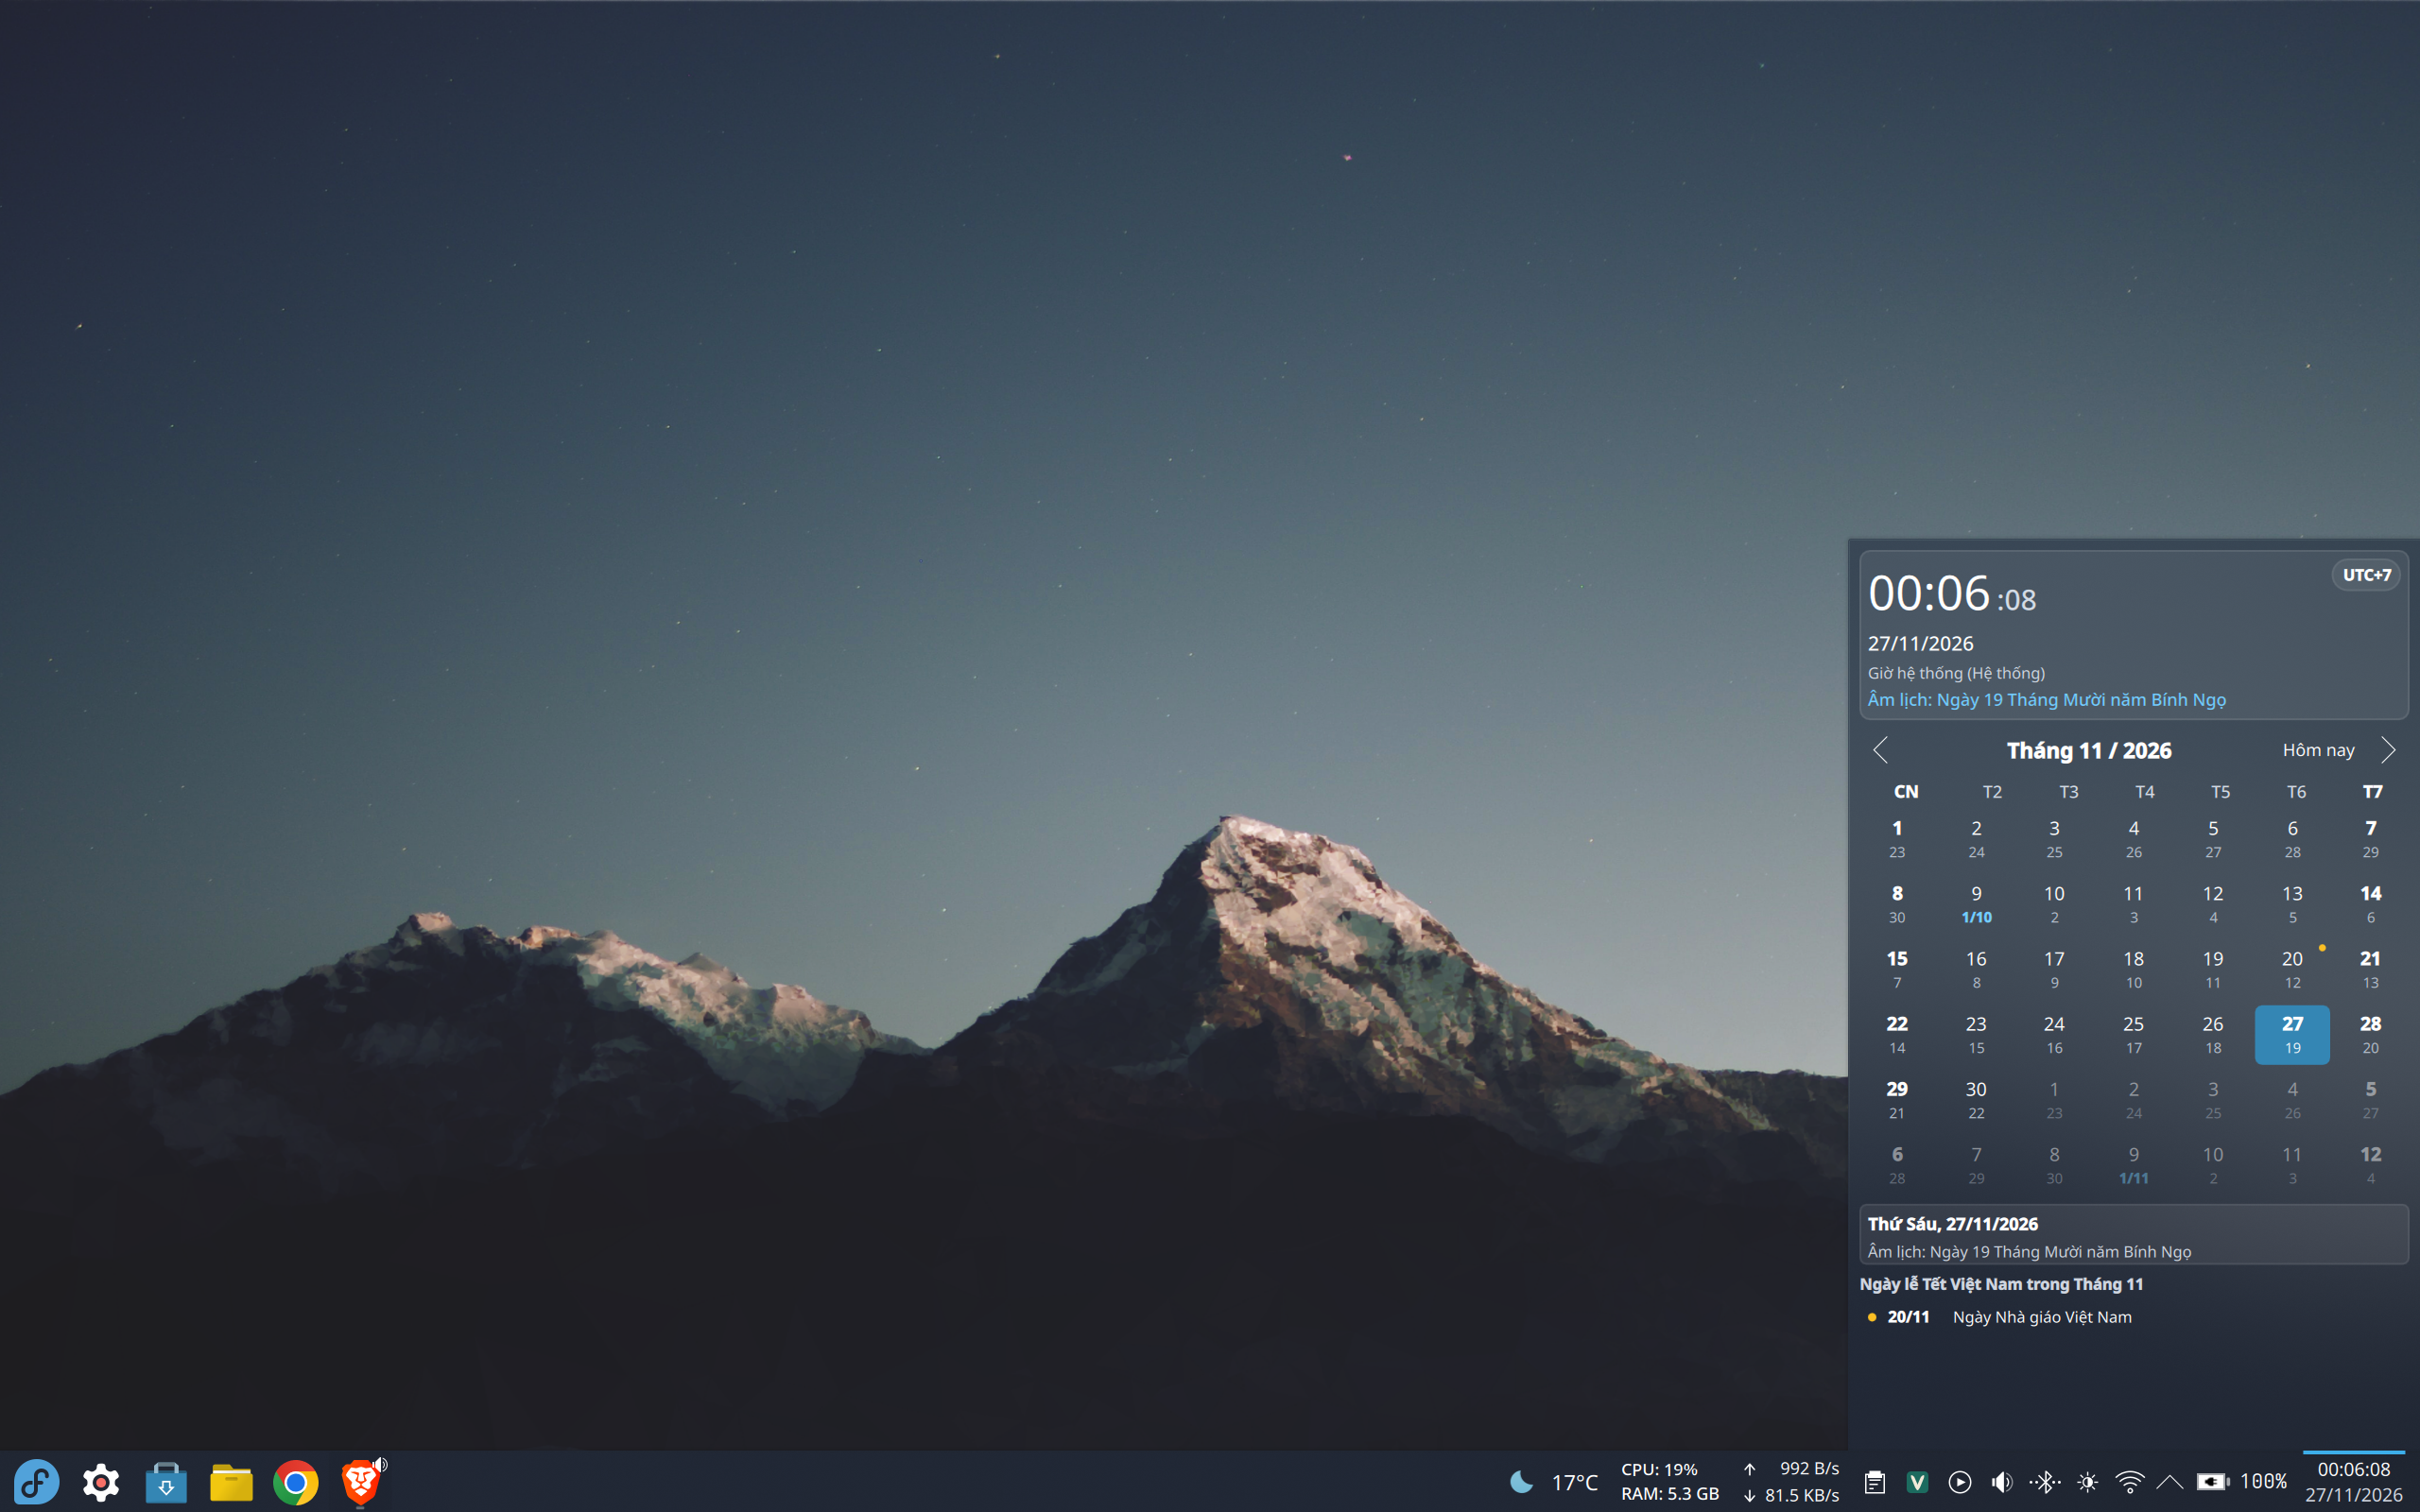 00:06:08
UTC+7
27/11/2026
Giờ hệ thống (Hệ thống)
Âm lịch: Ngày 19 Tháng Mười năm Bính Ngọ
Tháng 11 / 2026 Hôm nay
CN T2 T3 T4 T5 T6 T7
1 2 3 4 5 6 7
23 24 25 26 27 28 29
8 9 10 11 12 13 14
30 1/10 2 3 4 5 6
15 16 17 18 19 20 21
7 8 9 10 11 12 13
22 23 24 25 26 27 28
14 15 16 17 18 19 20
29 30 1 2 3 4 5
21 22 23 24 25 26 27
6 7 8 9 10 11 12
28 29 30 1/11 2 3 4
Thứ Sáu, 27/11/2026
Âm lịch: Ngày 19 Tháng Mười năm Bính Ngọ
Ngày lễ Tết Việt Nam trong Tháng 11
20/11 Ngày Nhà giáo Việt Nam
17°C
CPU: 19%
RAM: 5.3 GB
↑ 992 B/s
↓ 81.5 KB/s
V
100%
00:06:08
27/11/2026